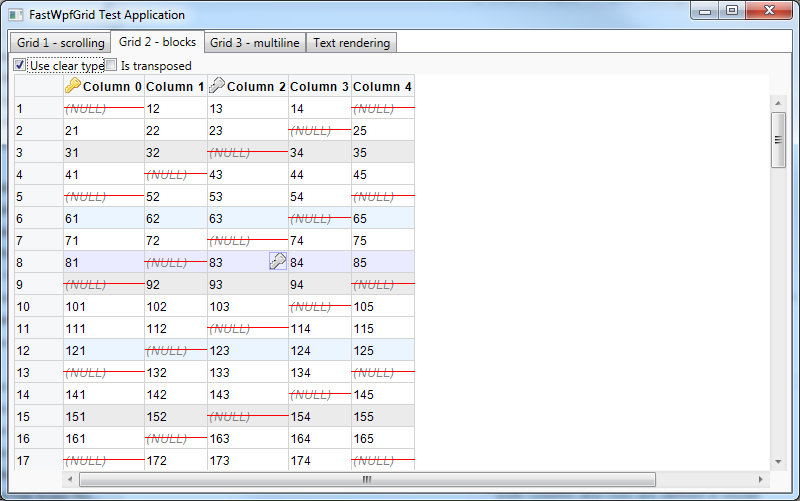 FastWpfGrid Test Application
Grid 1 - scrolling Grid 2 - blocks Grid 3 - multiline Text rendering
Use clear type Is transposed
Column 0 Column 1 Column 2 Column 3 Column 4
1 (NULL) 12 13 14 (NULL)
2 21 22 23 (NULL) 25
3 31 32 (NULL) 34 35
4 41 (NULL) 43 44 45
5 (NULL) 52 53 54 (NULL)
6 61 62 63 (NULL) 65
7 71 72 (NULL) 74 75
8 81 (NULL) 83 84 85
9 (NULL) 92 93 94 (NULL)
10 101 102 103 (NULL) 105
11 111 112 (NULL) 114 115
12 121 (NULL) 123 124 125
13 (NULL) 132 133 134 (NULL)
14 141 142 143 (NULL) 145
15 151 152 (NULL) 154 155
16 161 (NULL) 163 164 165
17 (NULL) 172 173 174 (NULL)